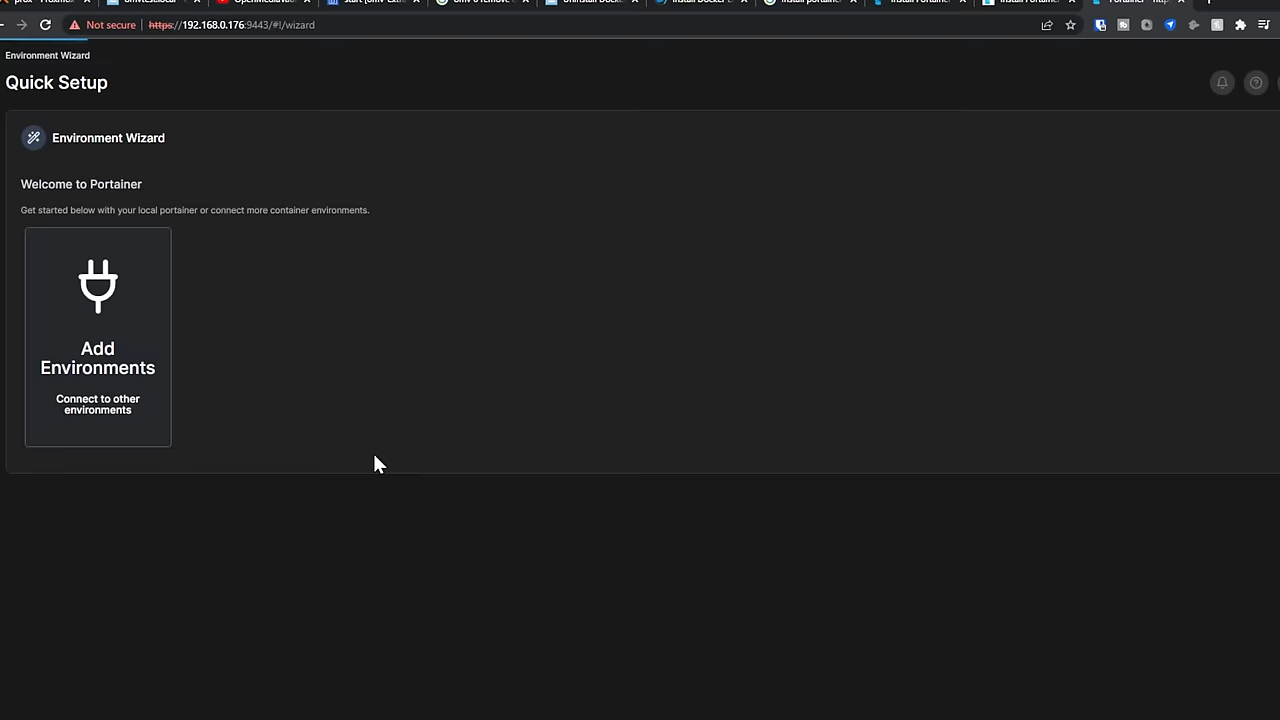 Not secure
https://192.168.0.176:9443/#!/wizard
Environment Wizard
Quick Setup
Environment Wizard
Welcome to Portainer
Get started below with your local portainer or connect more container environments.
Add
Environments
Connect to other
environments